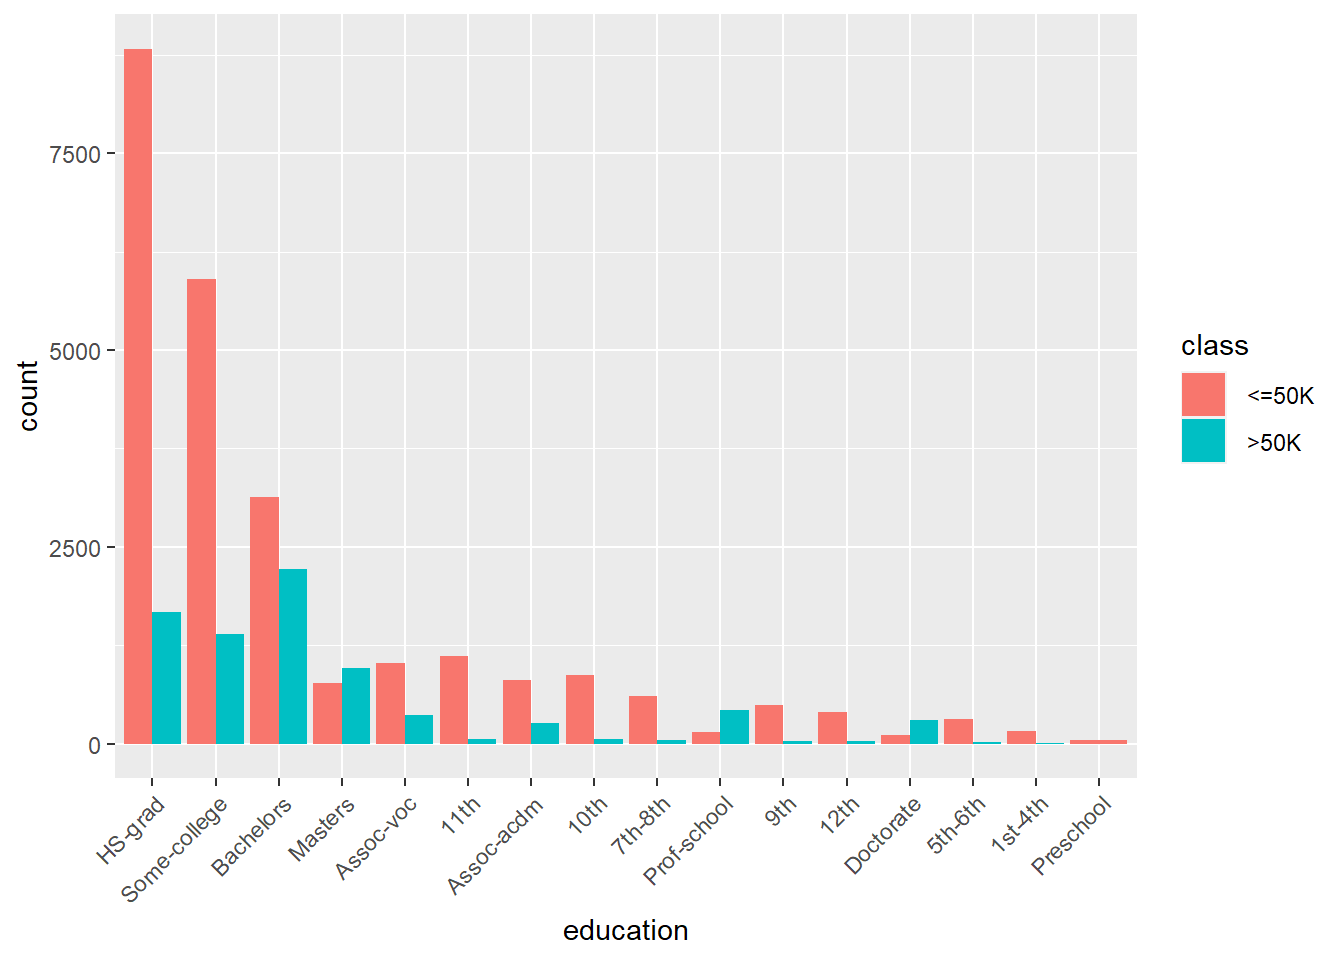 7500
5000
2500
0
count
HS-grad
Some-college
Bachelors
Masters
Assoc-voc
11th
Assoc-acdm
10th
7th-8th
Prof-school
9th
12th
Doctorate
5th-6th
1st-4th
Preschool
education
class
<=50K
>50K